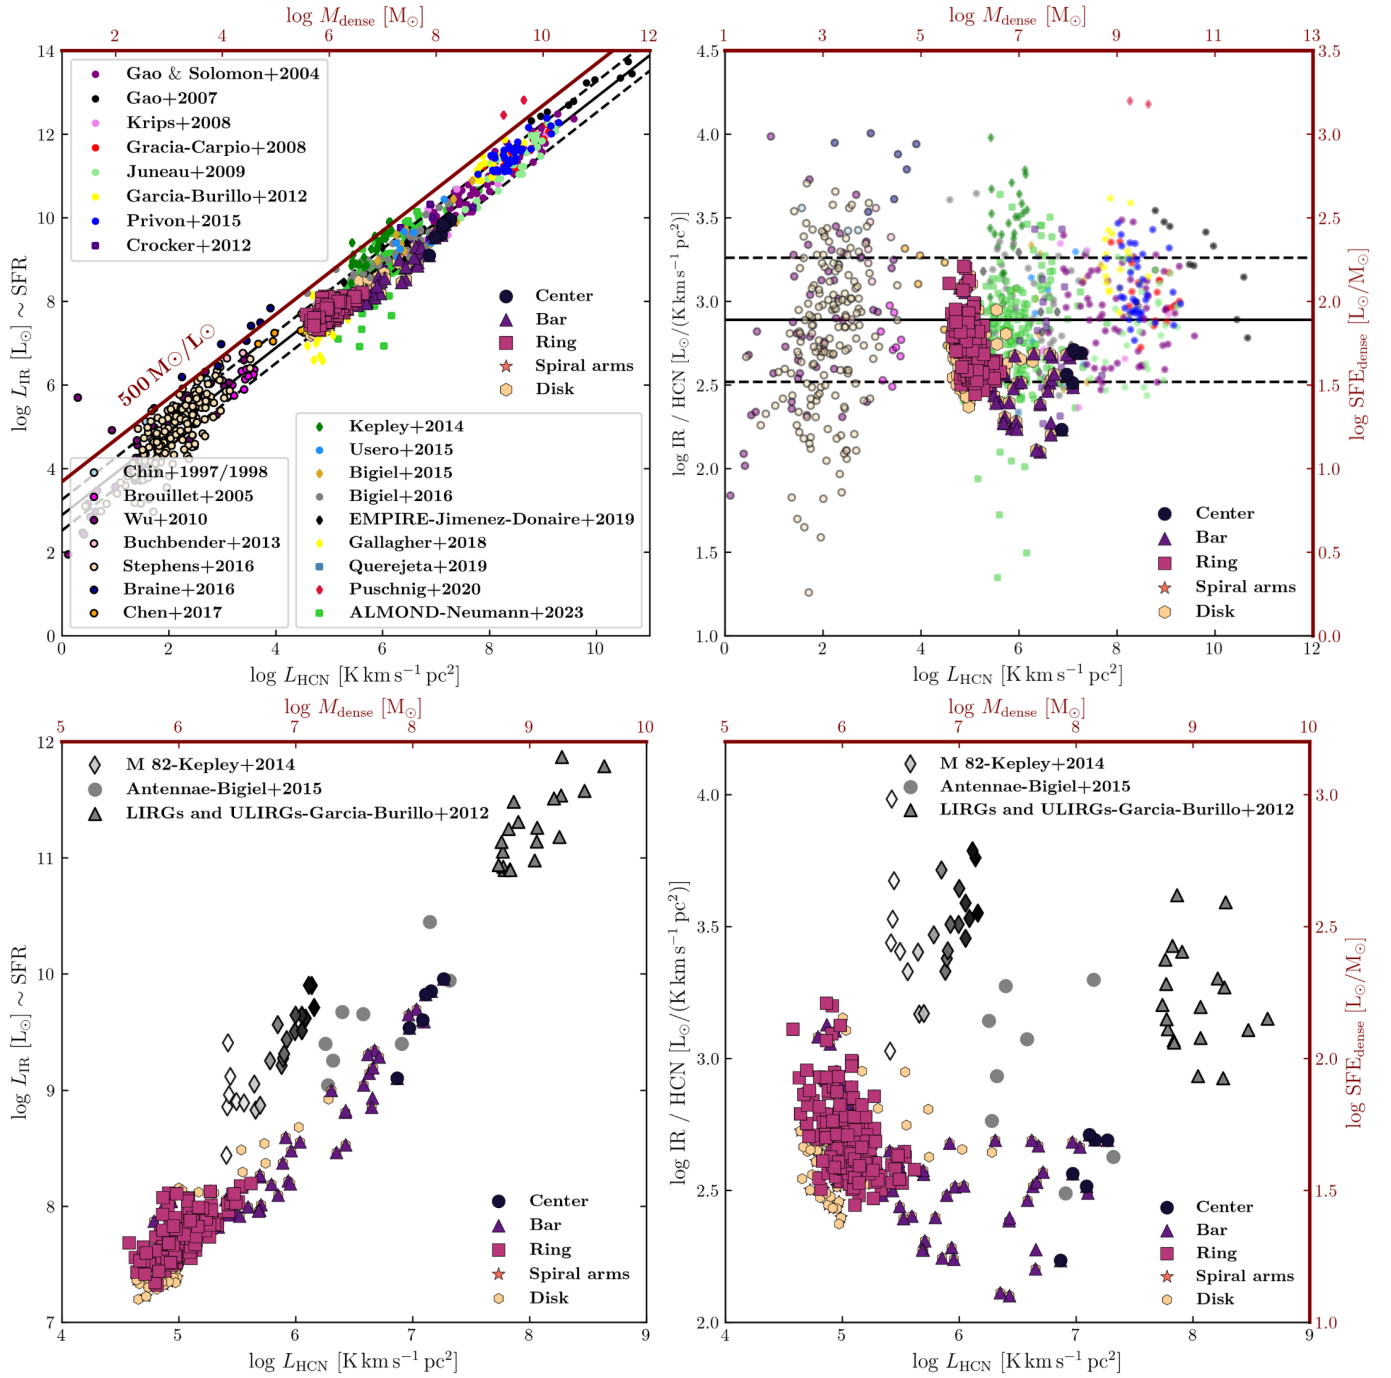 log M_dense [M_⊙]
2 4 6 8 10 12
14
12
10
8
6
4
2
0
log L_IR [L_⊙] ∼ SFR
Gao & Solomon+2004
Gao+2007
Krips+2008
Gracia-Carpio+2008
Juneau+2009
Garcia-Burillo+2012
Privon+2015
Crocker+2012
500 M_⊙/L_⊙
Center
Bar
Ring
Spiral arms
Disk
Chin+1997/1998
Brouillet+2005
Wu+2010
Buchbender+2013
Stephens+2016
Braine+2016
Chen+2017
Kepley+2014
Usero+2015
Bigiel+2015
Bigiel+2016
EMPIRE-Jimenez-Donaire+2019
Gallagher+2018
Querejeta+2019
Puschnig+2020
ALMOND-Neumann+2023
0 2 4 6 8 10
log L_HCN [K km s⁻¹ pc²]
log M_dense [M_⊙]
1 3 5 7 9 11 13
4.5
4.0
3.5
3.0
2.5
2.0
1.5
1.0
log IR / HCN [L_⊙/(K km s⁻¹ pc²)]
3.5
3.0
2.5
2.0
1.5
1.0
0.5
0.0
log SFE_dense [L_⊙/M_⊙]
Center
Bar
Ring
Spiral arms
Disk
0 2 4 6 8 10 12
log L_HCN [K km s⁻¹ pc²]
log M_dense [M_⊙]
5 6 7 8 9 10
12
11
10
9
8
7
log L_IR [L_⊙] ∼ SFR
M 82-Kepley+2014
Antennae-Bigiel+2015
LIRGs and ULIRGs-Garcia-Burillo+2012
Center
Bar
Ring
Spiral arms
Disk
4 5 6 7 8 9
log L_HCN [K km s⁻¹ pc²]
log M_dense [M_⊙]
5 6 7 8 9 10
4.0
3.5
3.0
2.5
2.0
log IR / HCN [L_⊙/(K km s⁻¹ pc²)]
M 82-Kepley+2014
Antennae-Bigiel+2015
LIRGs and ULIRGs-Garcia-Burillo+2012
3.0
2.5
2.0
1.5
1.0
log SFE_dense [L_⊙/M_⊙]
Center
Bar
Ring
Spiral arms
Disk
4 5 6 7 8 9
log L_HCN [K km s⁻¹ pc²]